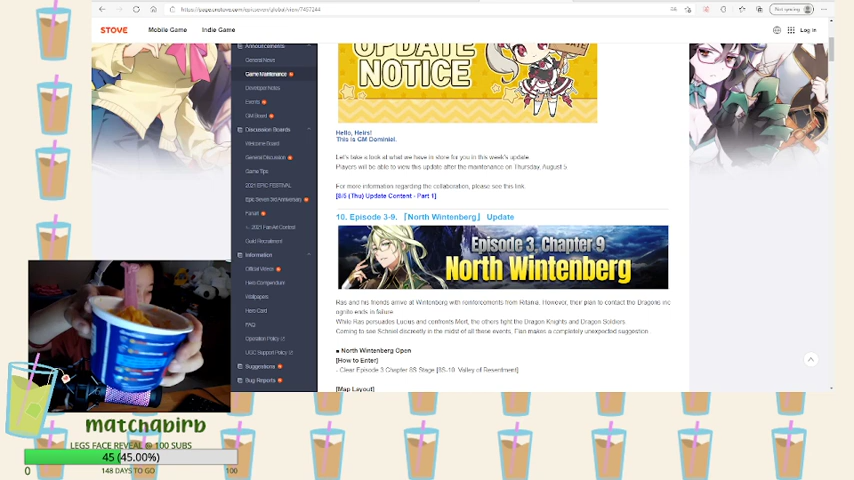 https://page.onstove.com/epicseven/global/view/7457244
Not syncing
STOVE
Mobile Game
Indie Game
Log in
Announcements
General News
Game Maintenance
Developer Notes
Events
GM Board
Discussion Boards
Welcome Board
General Discussion
Game Tips
2021 EPIC FESTIVAL
Epic Seven 3rd Anniversary
Fanart
2021 Fan Art Contest
Guild Recruitment
Information
Official Videos
Hero Compendium
Wallpapers
Hero Card
FAQ
Operation Policy
UGC Support Policy
Suggestions
Bug Reports
UPDATE
NOTICE
Hello, Heirs!
This is GM Dominiel.
Let's take a look at what we have in store for you in this week's update
Players will be able to view this update after the maintenance on Thursday, August 5
For more information regarding the collaboration, please see this link.
[8/5 (Thu) Update Content - Part 1]
10. Episode 3-9. 「North Wintenberg」 Update
Episode 3, Chapter 9
North Wintenberg
Ras and his friends arrive at Wintenberg with reinforcements from Ritania. However, their plan to contact the Dragons inc
ognito ends in failure.
While Ras persuades Lucus and confronts Mort, the others fight the Dragon Knights and Dragon Soldiers.
Coming to see Schniel discreetly in the midst of all these events, Fian makes a completely unexpected suggestion.
■ North Wintenberg Open
[How to Enter]
- Clear Episode 3 Chapter 8S Stage [8S-10. Valley of Resentment]
[Map Layout]
matchabirb
LEGS FACE REVEAL @ 100 SUBS
45 (45.00%)
0
148 DAYS TO GO
100